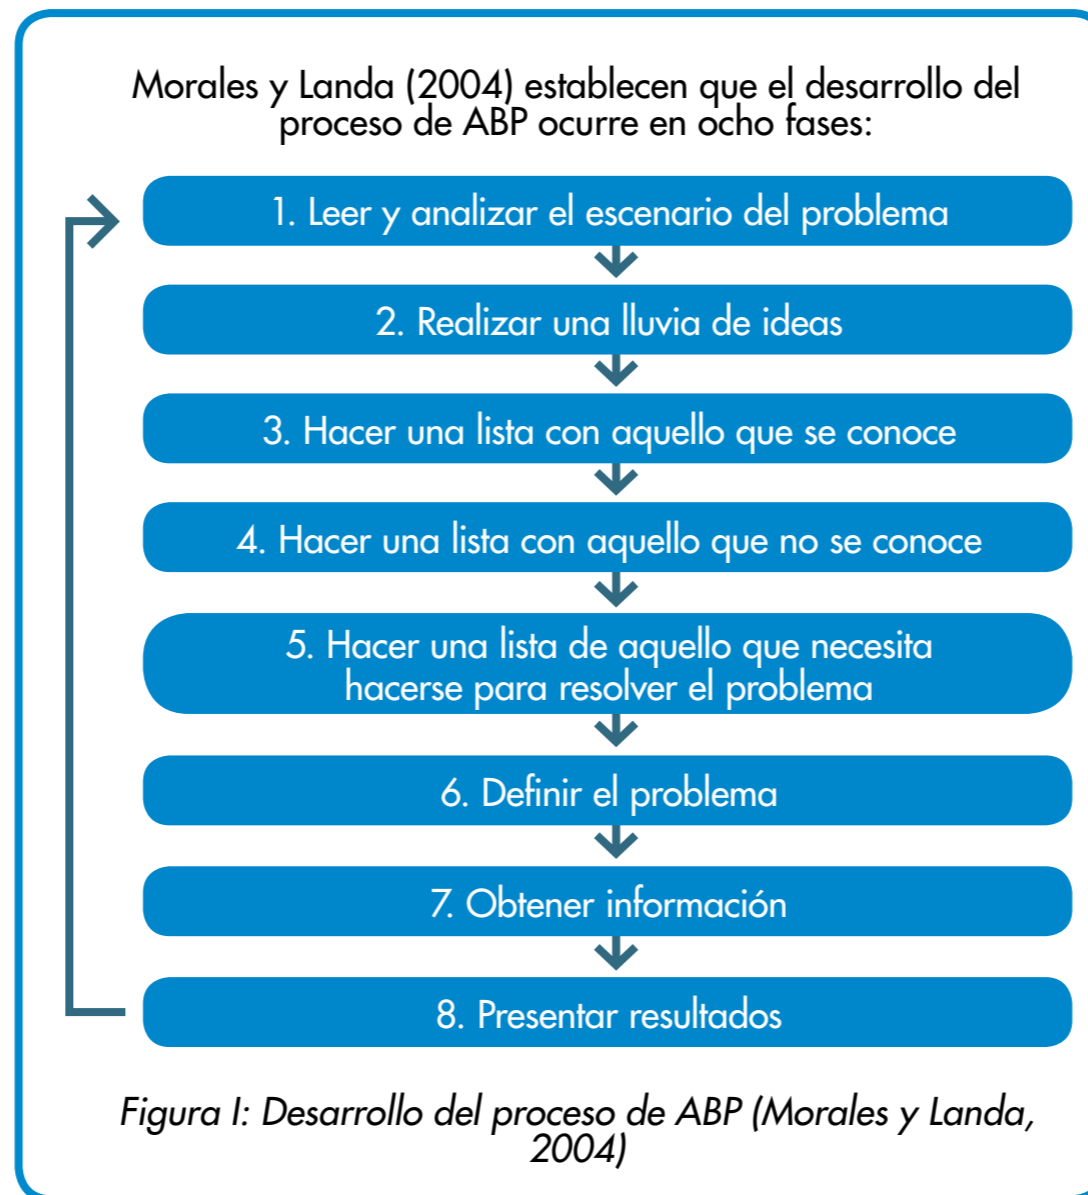 Morales y Landa (2004) establecen que el desarrollo del
proceso de ABP ocurre en ocho fases:
1. Leer y analizar el escenario del problema
2. Realizar una lluvia de ideas
3. Hacer una lista con aquello que se conoce
4. Hacer una lista con aquello que no se conoce
5. Hacer una lista de aquello que necesita
hacerse para resolver el problema
6. Definir el problema
7. Obtener información
8. Presentar resultados
Figura I: Desarrollo del proceso de ABP (Morales y Landa,
2004)